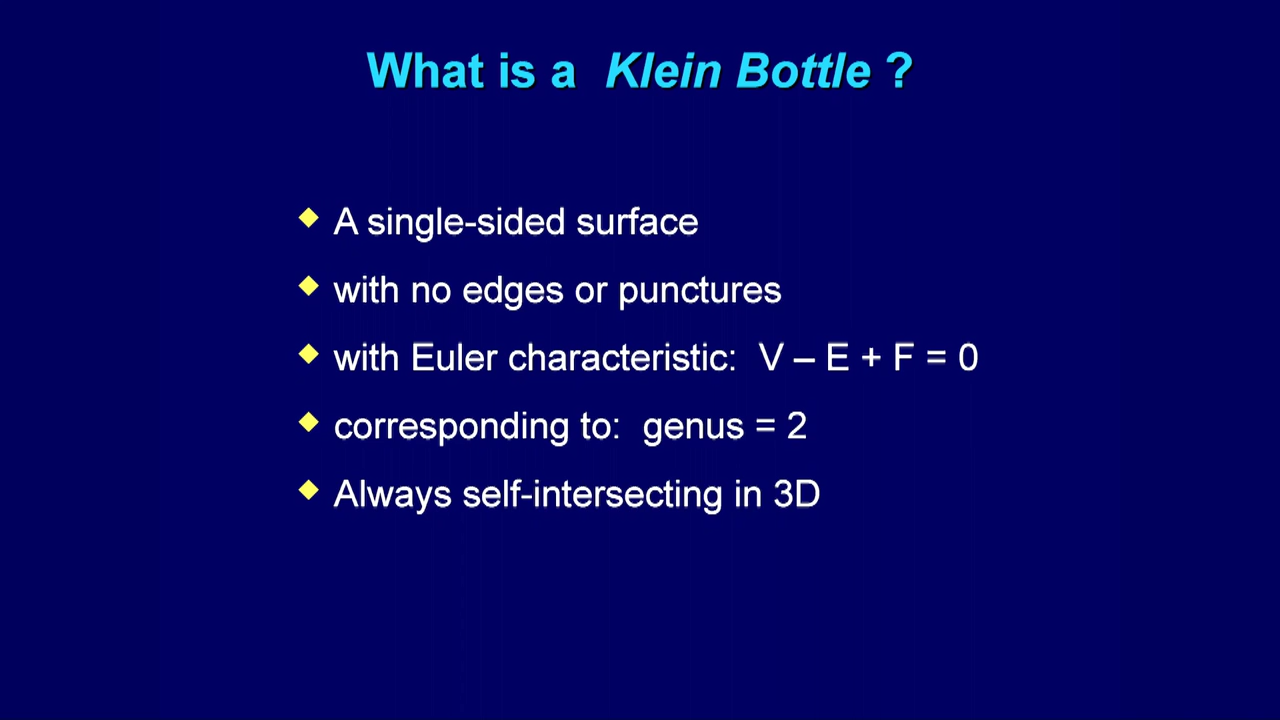 What is a Klein Bottle ?
A single-sided surface
with no edges or punctures
with Euler characteristic: V – E + F = 0
corresponding to: genus = 2
Always self-intersecting in 3D